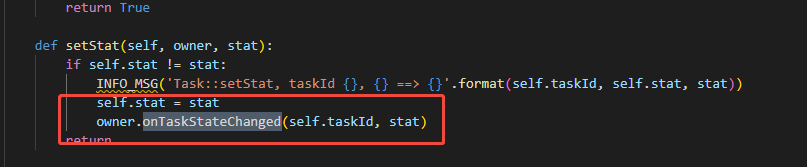 return True
def setStat(self, owner, stat):
if self.stat != stat:
INFO_MSG('Task::setStat, taskId {}, {} ==> {}'.format(self.taskId, self.stat, stat))
self.stat = stat
owner.onTaskStateChanged(self.taskId, stat)
return